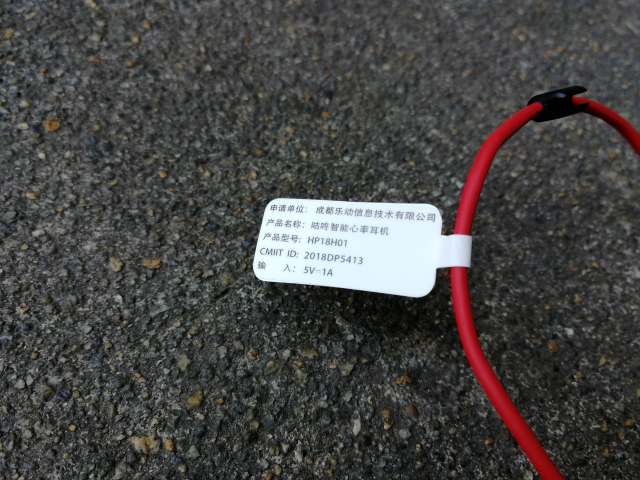 申请单位： 成都乐动信息技术有限公司
产品名称：咕咚智能心率耳机
产品型号：HP18H01
CMIIT ID: 2018DP5413
输 入：5V⎓1A